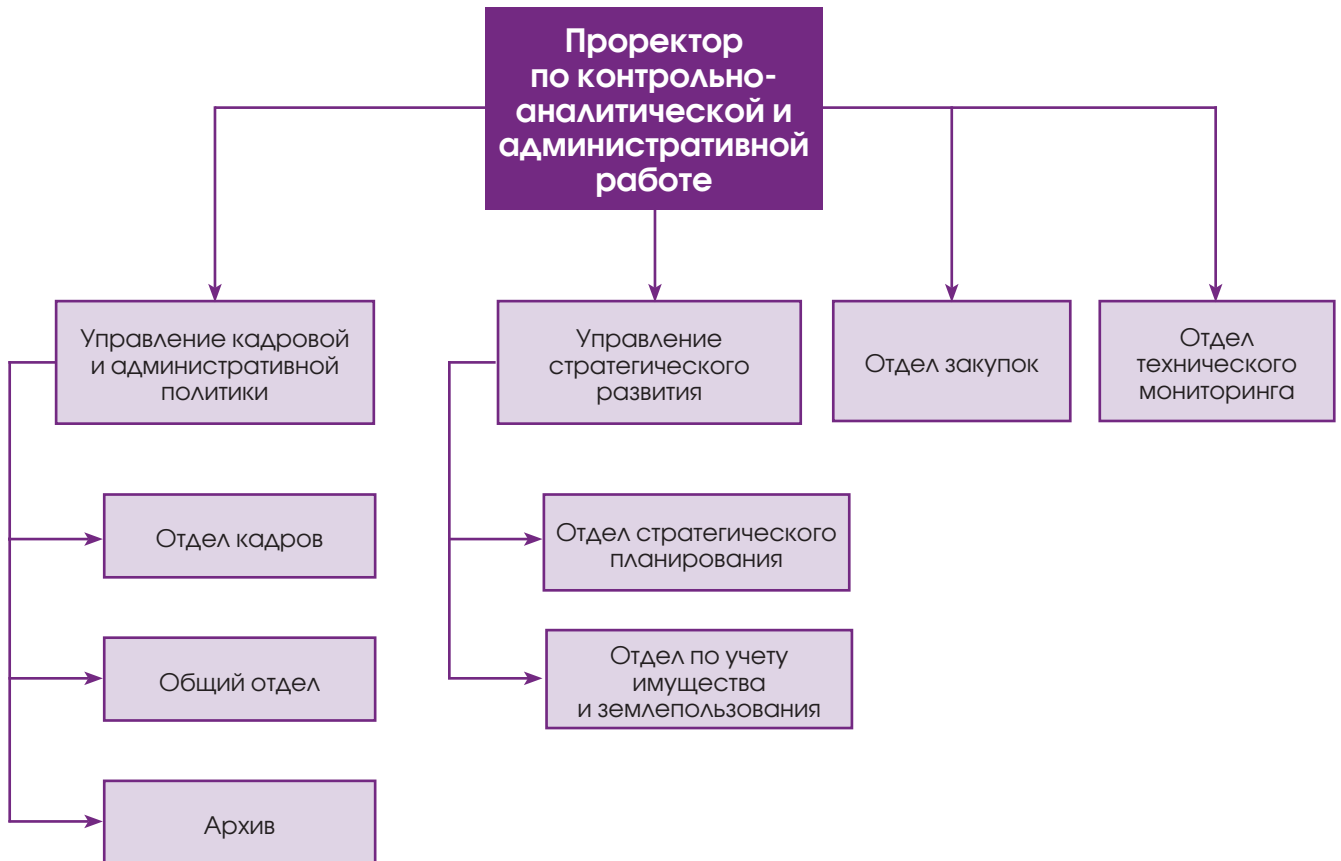 Проректор
по контрольно-
аналитической и
административной
работе
Управление кадровой
и административной
политики
Управление
стратегического
развития
Отдел закупок
Отдел
технического
мониторинга
Отдел кадров
Общий отдел
Архив
Отдел стратегического
планирования
Отдел по учету
имущества
и землепользования